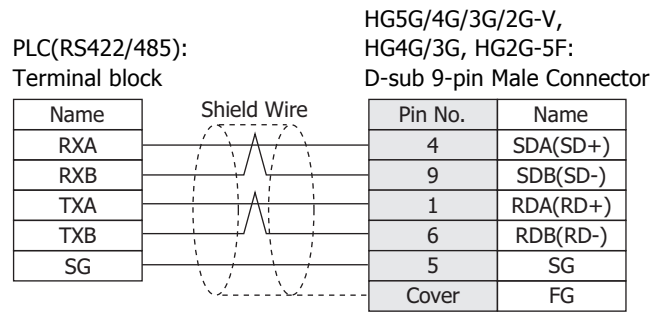 PLC(RS422/485):
Terminal block
HG5G/4G/3G/2G-V,
HG4G/3G, HG2G-5F:
D-sub 9-pin Male Connector
Name Shield Wire Pin No. Name
RXA 4 SDA(SD+)
RXB 9 SDB(SD-)
TXA 1 RDA(RD+)
TXB 6 RDB(RD-)
SG 5 SG
Cover FG